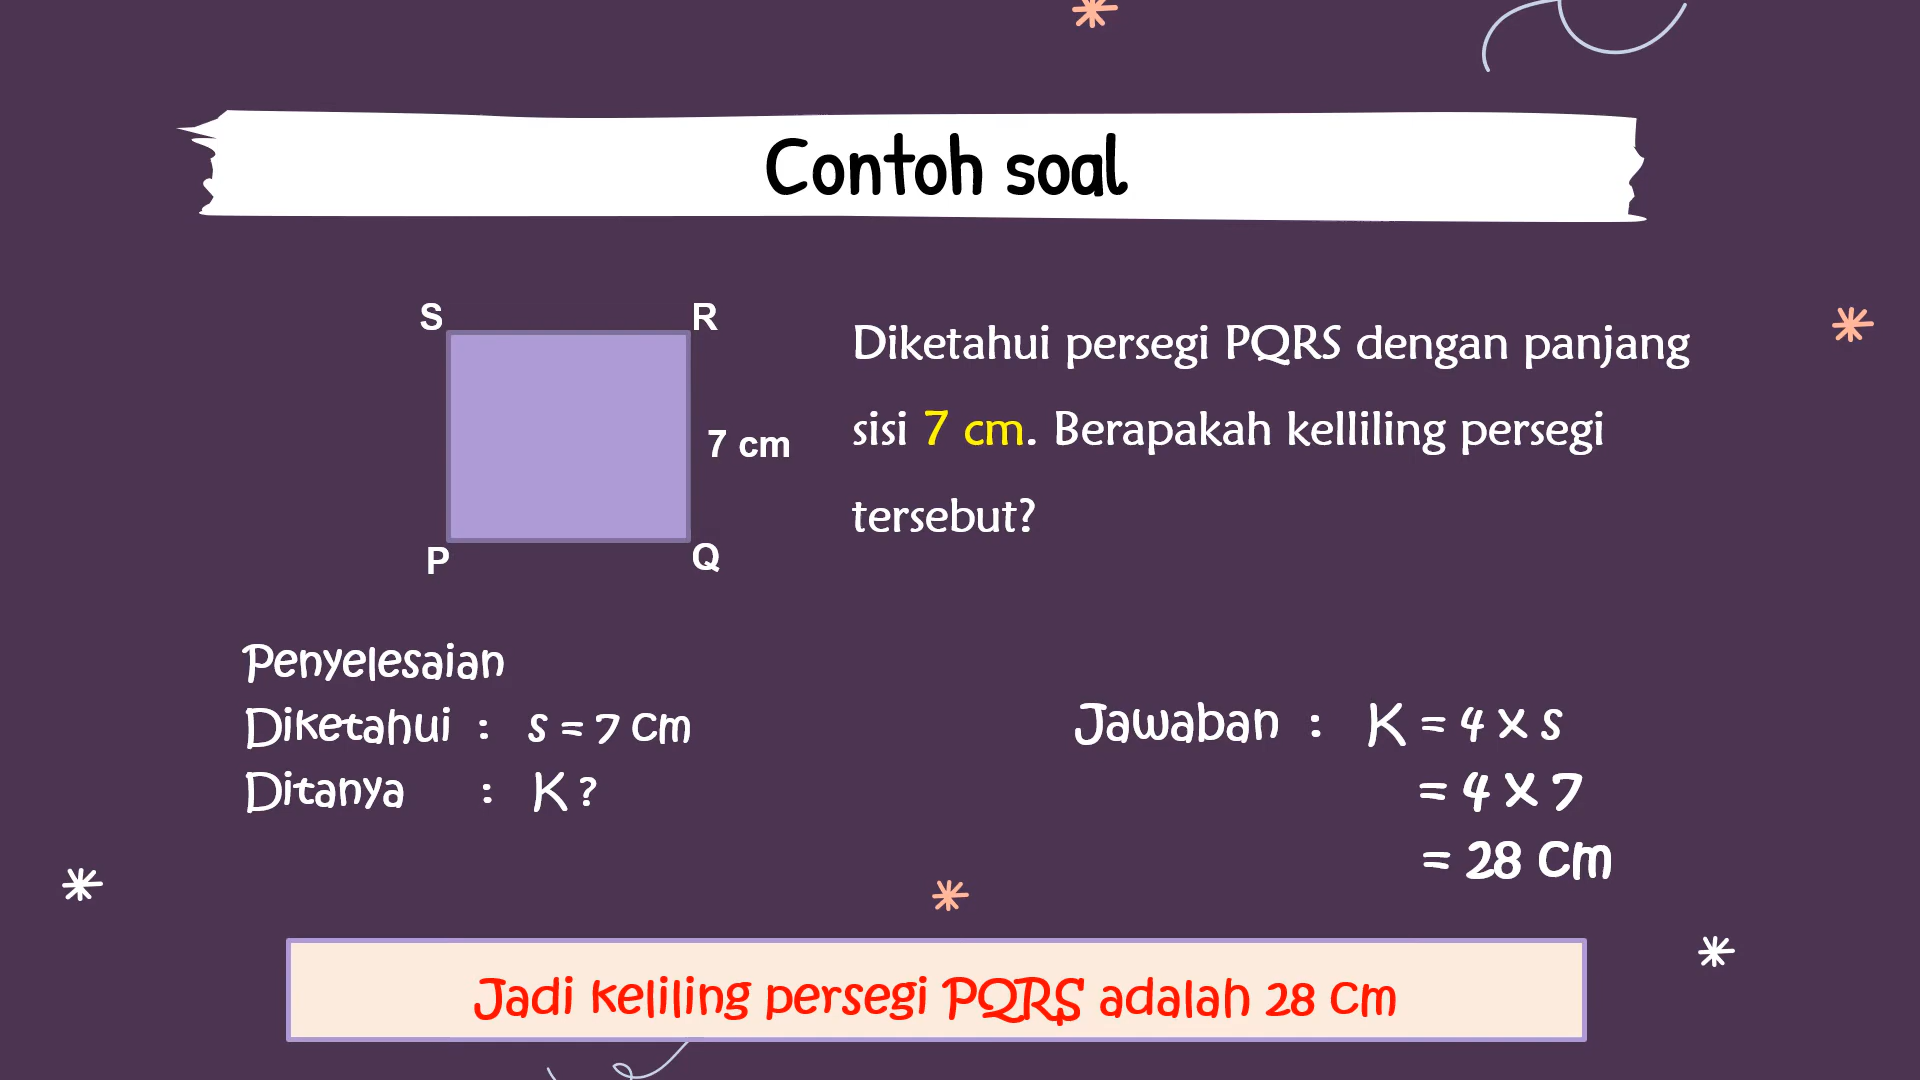 Contoh soal
S
R
7 cm
P
Q
Diketahui persegi PQRS dengan panjang
sisi 7 cm. Berapakah kelliling persegi
tersebut?
Penyelesaian
Diketahui : s = 7 cm
Ditanya : K ?
Jawaban : K = 4 x s
= 4 x 7
= 28 cm
Jadi keliling persegi PQRS adalah 28 cm